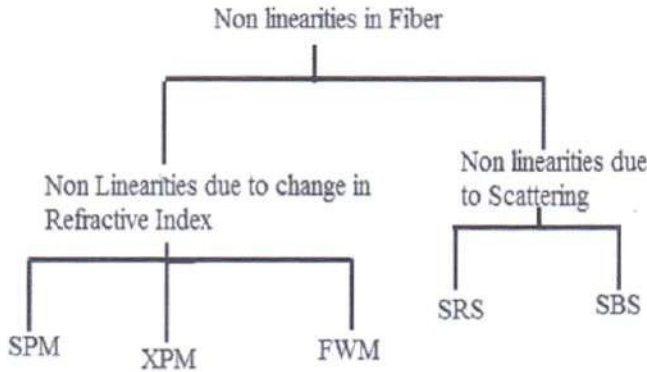 Non linearities in Fiber
Non Linearities due to change in
Refractive Index
Non linearities due
to Scattering
SPM
XPM
FWM
SRS
SBS